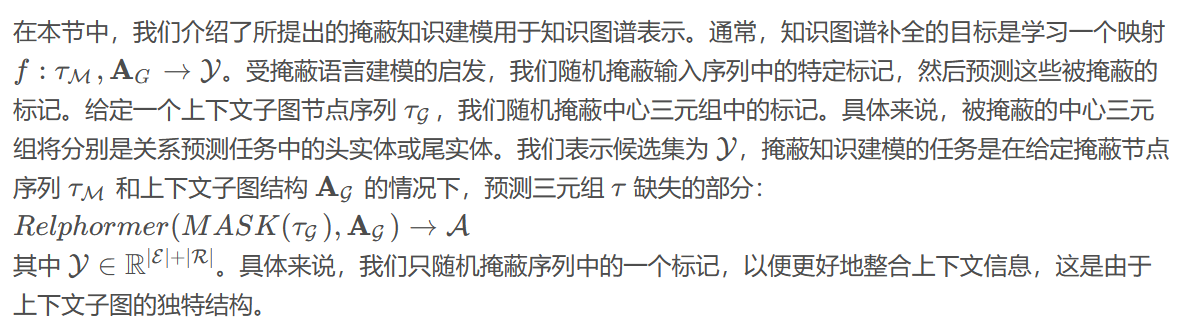 在本节中，我们介绍了所提出的掩蔽知识建模用于知识图谱表示。通常，知识图谱补全的目标是学习一个映射
$f : \tau_{\mathcal{M}}, \mathbf{A}_G \rightarrow \mathcal{Y}$。受掩蔽语言建模的启发，我们随机掩蔽输入序列中的特定标记，然后预测这些被掩蔽的
标记。给定一个上下文子图节点序列 $\tau_{\mathcal{G}}$，我们随机掩蔽中心三元组中的标记。具体来说，被掩蔽的中心三元
组将分别是关系预测任务中的头实体或尾实体。我们表示候选集为 $\mathcal{Y}$，掩蔽知识建模的任务是在给定掩蔽节点
序列 $\tau_{\mathcal{M}}$ 和上下文子图结构 $\mathbf{A}_{\mathcal{G}}$ 的情况下，预测三元组 $\tau$ 缺失的部分：
$Relphormer(MASK(\tau_{\mathcal{G}}), \mathbf{A}_{\mathcal{G}}) \rightarrow \mathcal{A}$
其中 $\mathcal{Y} \in \mathbb{R}^{|\mathcal{E}|+|\mathcal{R}|}$。具体来说，我们只随机掩蔽序列中的一个标记，以便更好地整合上下文信息，这是由于
上下文子图的独特结构。